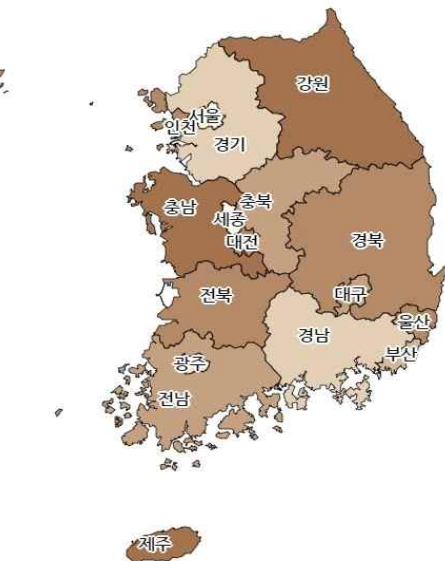 강원
서울
인천
경기
충북
충남
세종
대전
경북
전북
대구
울산
경남
부산
광주
전남
제주